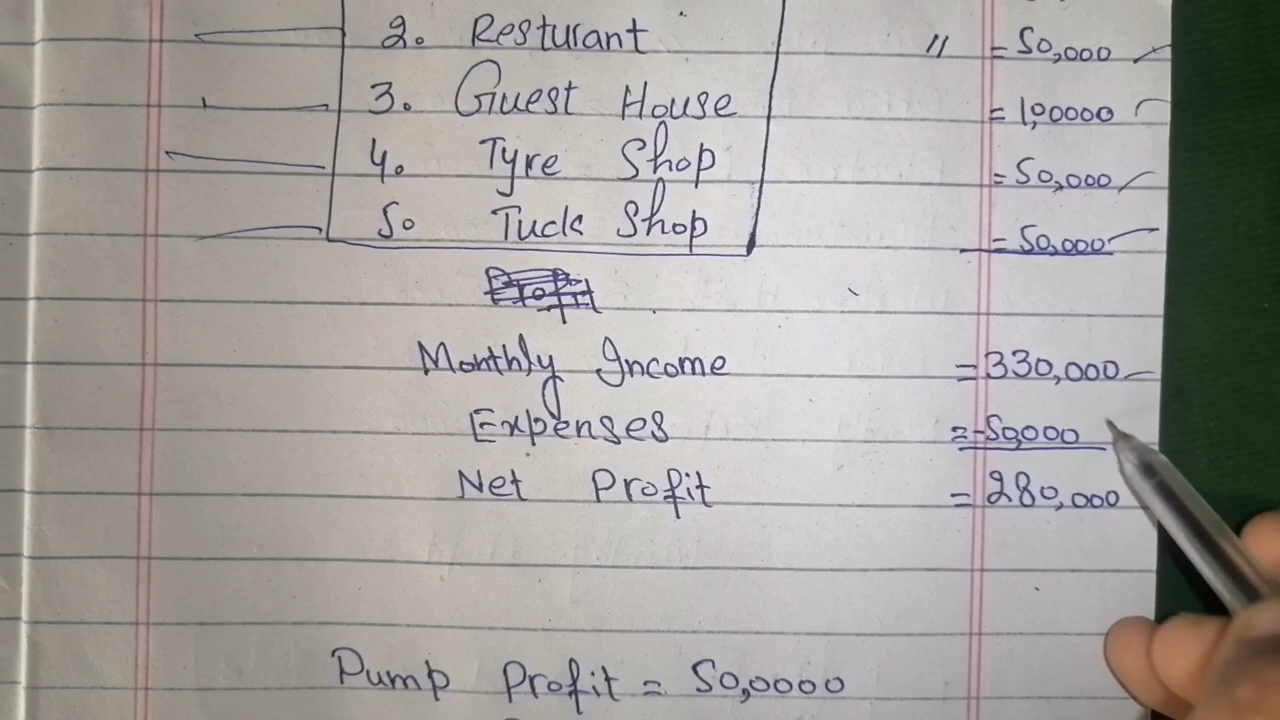 2. Resturant " = 50,000
3. Guest House = 1,00000
4. Tyre Shop = 50,000
5. Tuck Shop = 50,000
Monthly Income = 330,000
Expenses = -50,000
Net Profit = 280,000
Pump Profit = 50,0000